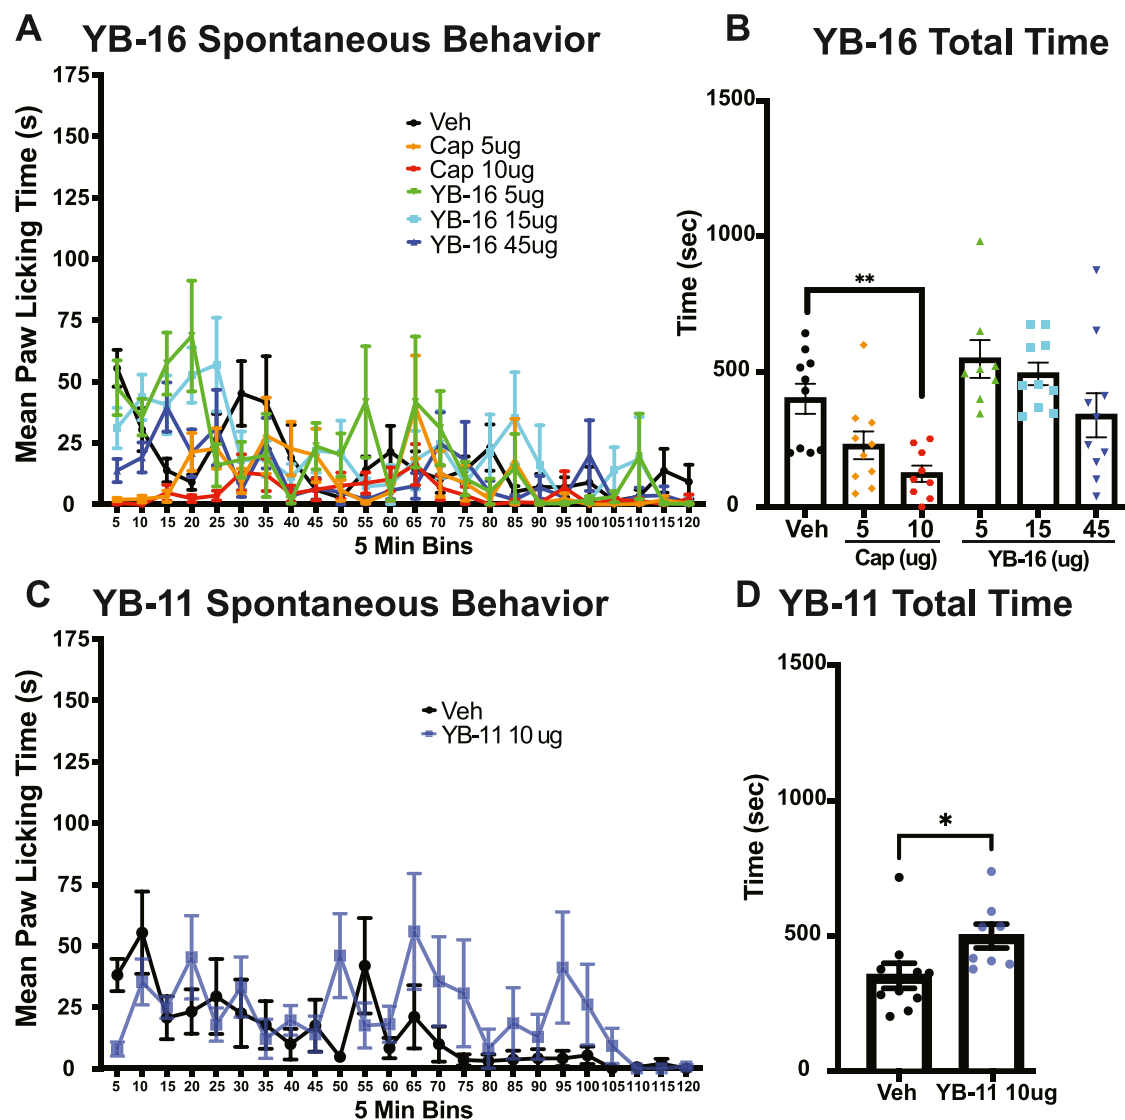 A YB-16 Spontaneous Behavior
Mean Paw Licking Time (s)
175
150
125
100
75
50
25
0
Veh
Cap 5ug
Cap 10ug
YB-16 5ug
YB-16 15ug
YB-16 45ug
5 10 15 20 25 30 35 40 45 50 55 60 65 70 75 80 85 90 95 100 105 110 115 120
5 Min Bins
B YB-16 Total Time
Time (sec)
1500
1000
500
0
**
Veh 5 10 5 15 45
Cap (ug) YB-16 (ug)
C YB-11 Spontaneous Behavior
Mean Paw Licking Time (s)
175
150
125
100
75
50
25
0
Veh
YB-11 10 ug
5 10 15 20 25 30 35 40 45 50 55 60 65 70 75 80 85 90 95 100 105 110 115 120
5 Min Bins
D YB-11 Total Time
Time (sec)
1500
1000
500
0
*
Veh YB-11 10ug